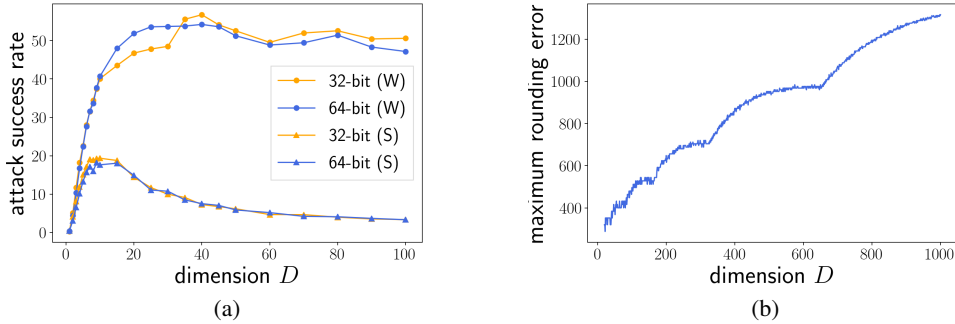 attack success rate
50
40
30
20
10
0
32-bit (W)
64-bit (W)
32-bit (S)
64-bit (S)
0 20 40 60 80 100
dimension D
(a)
maximum rounding error
1200
1000
800
600
400
0 200 400 600 800 1000
dimension D
(b)